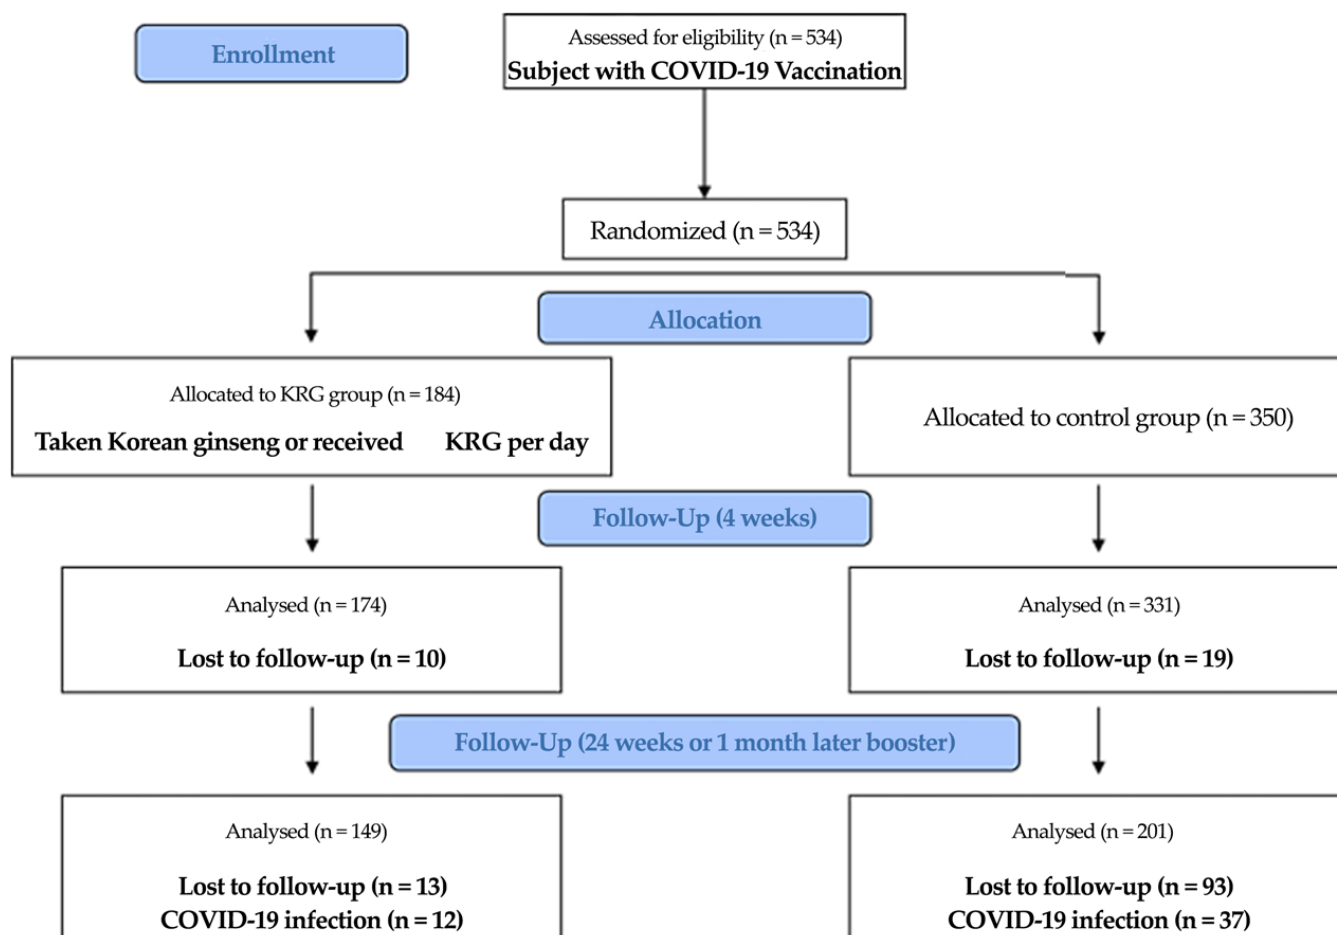 Enrollment
Assessed for eligibility (n = 534)
Subject with COVID-19 Vaccination
Randomized (n = 534)
Allocation
Allocated to KRG group (n = 184)
Taken Korean ginseng or received KRG per day
Allocated to control group (n = 350)
Follow-Up (4 weeks)
Analysed (n = 174)
Lost to follow-up (n = 10)
Analysed (n = 331)
Lost to follow-up (n = 19)
Follow-Up (24 weeks or 1 month later booster)
Analysed (n = 149)
Lost to follow-up (n = 13)
COVID-19 infection (n = 12)
Analysed (n = 201)
Lost to follow-up (n = 93)
COVID-19 infection (n = 37)